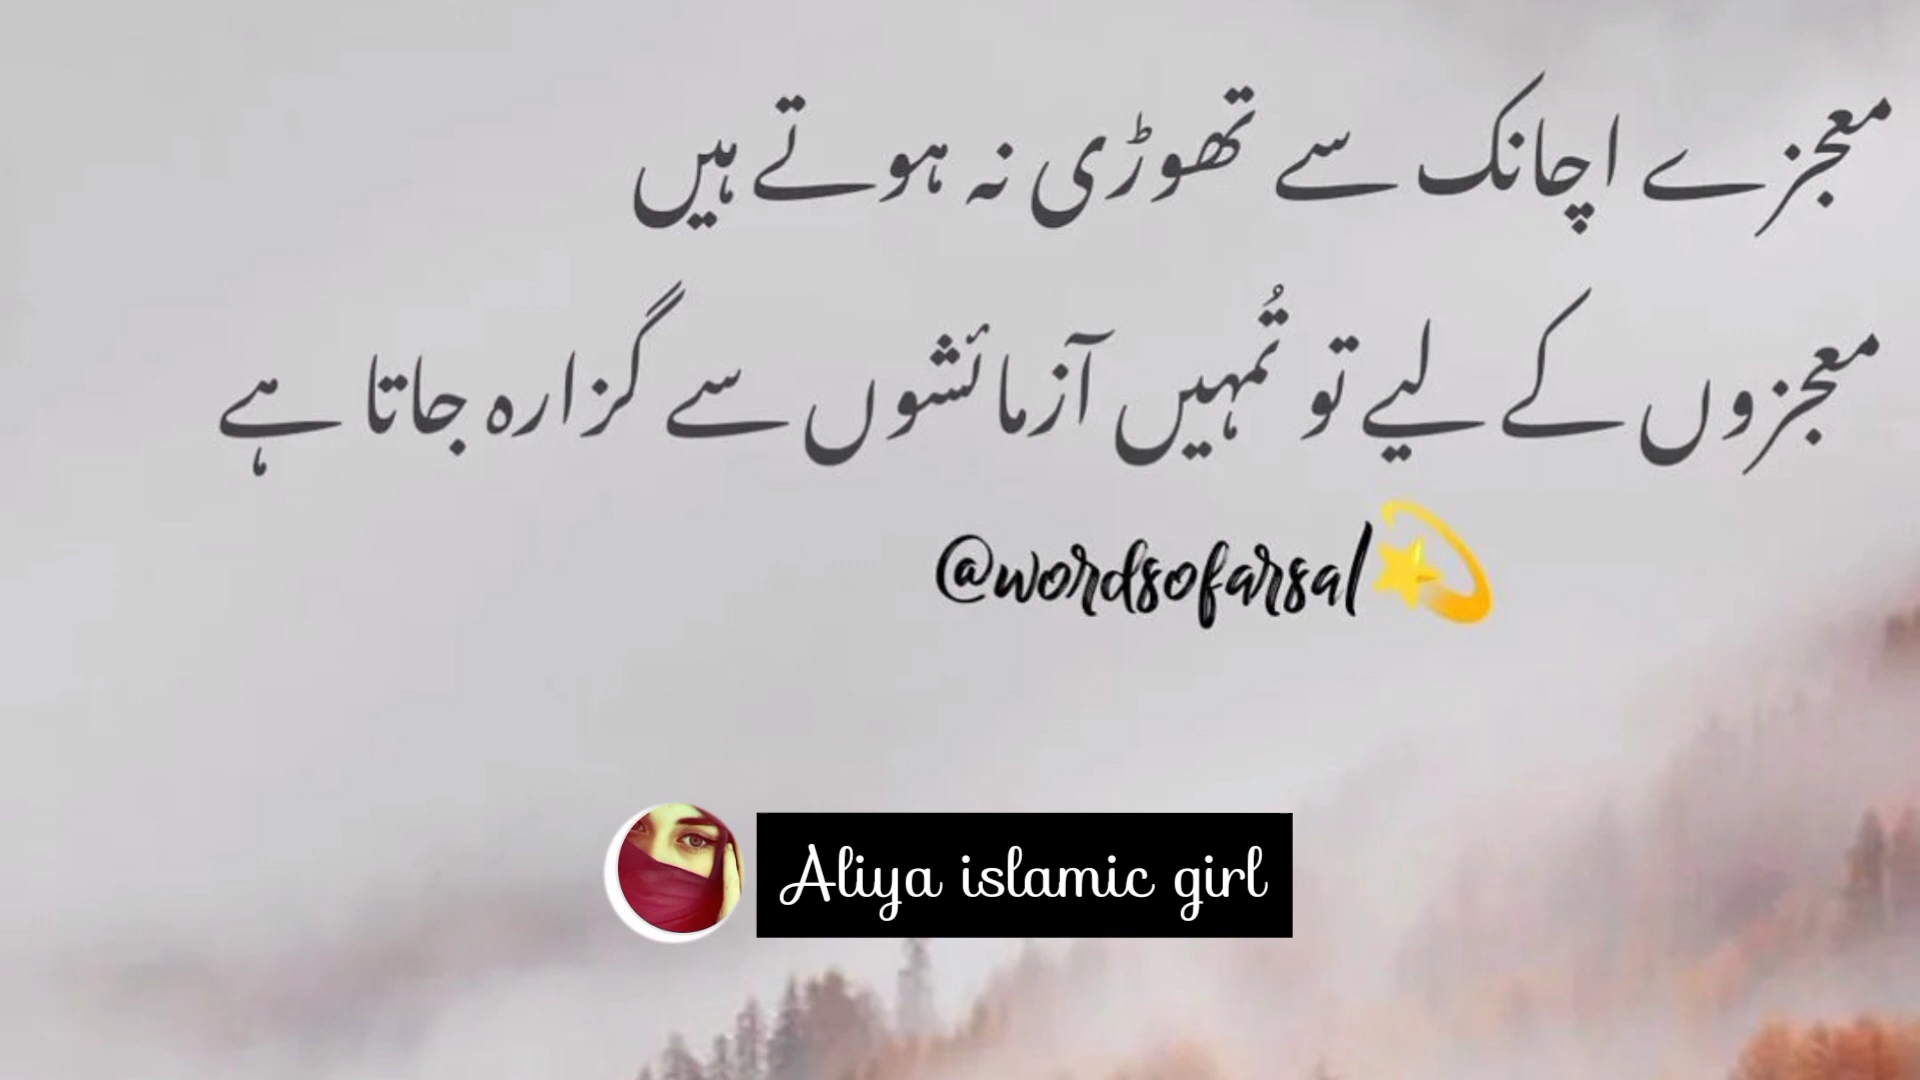 معجزے اچانک سے تھوڑی نہ ہوتے ہیں
معجزوں کے لیے تو تُمہیں آزمائشوں سے گزارہ جاتا ہے
@wordsofarsal💫
Aliya islamic girl